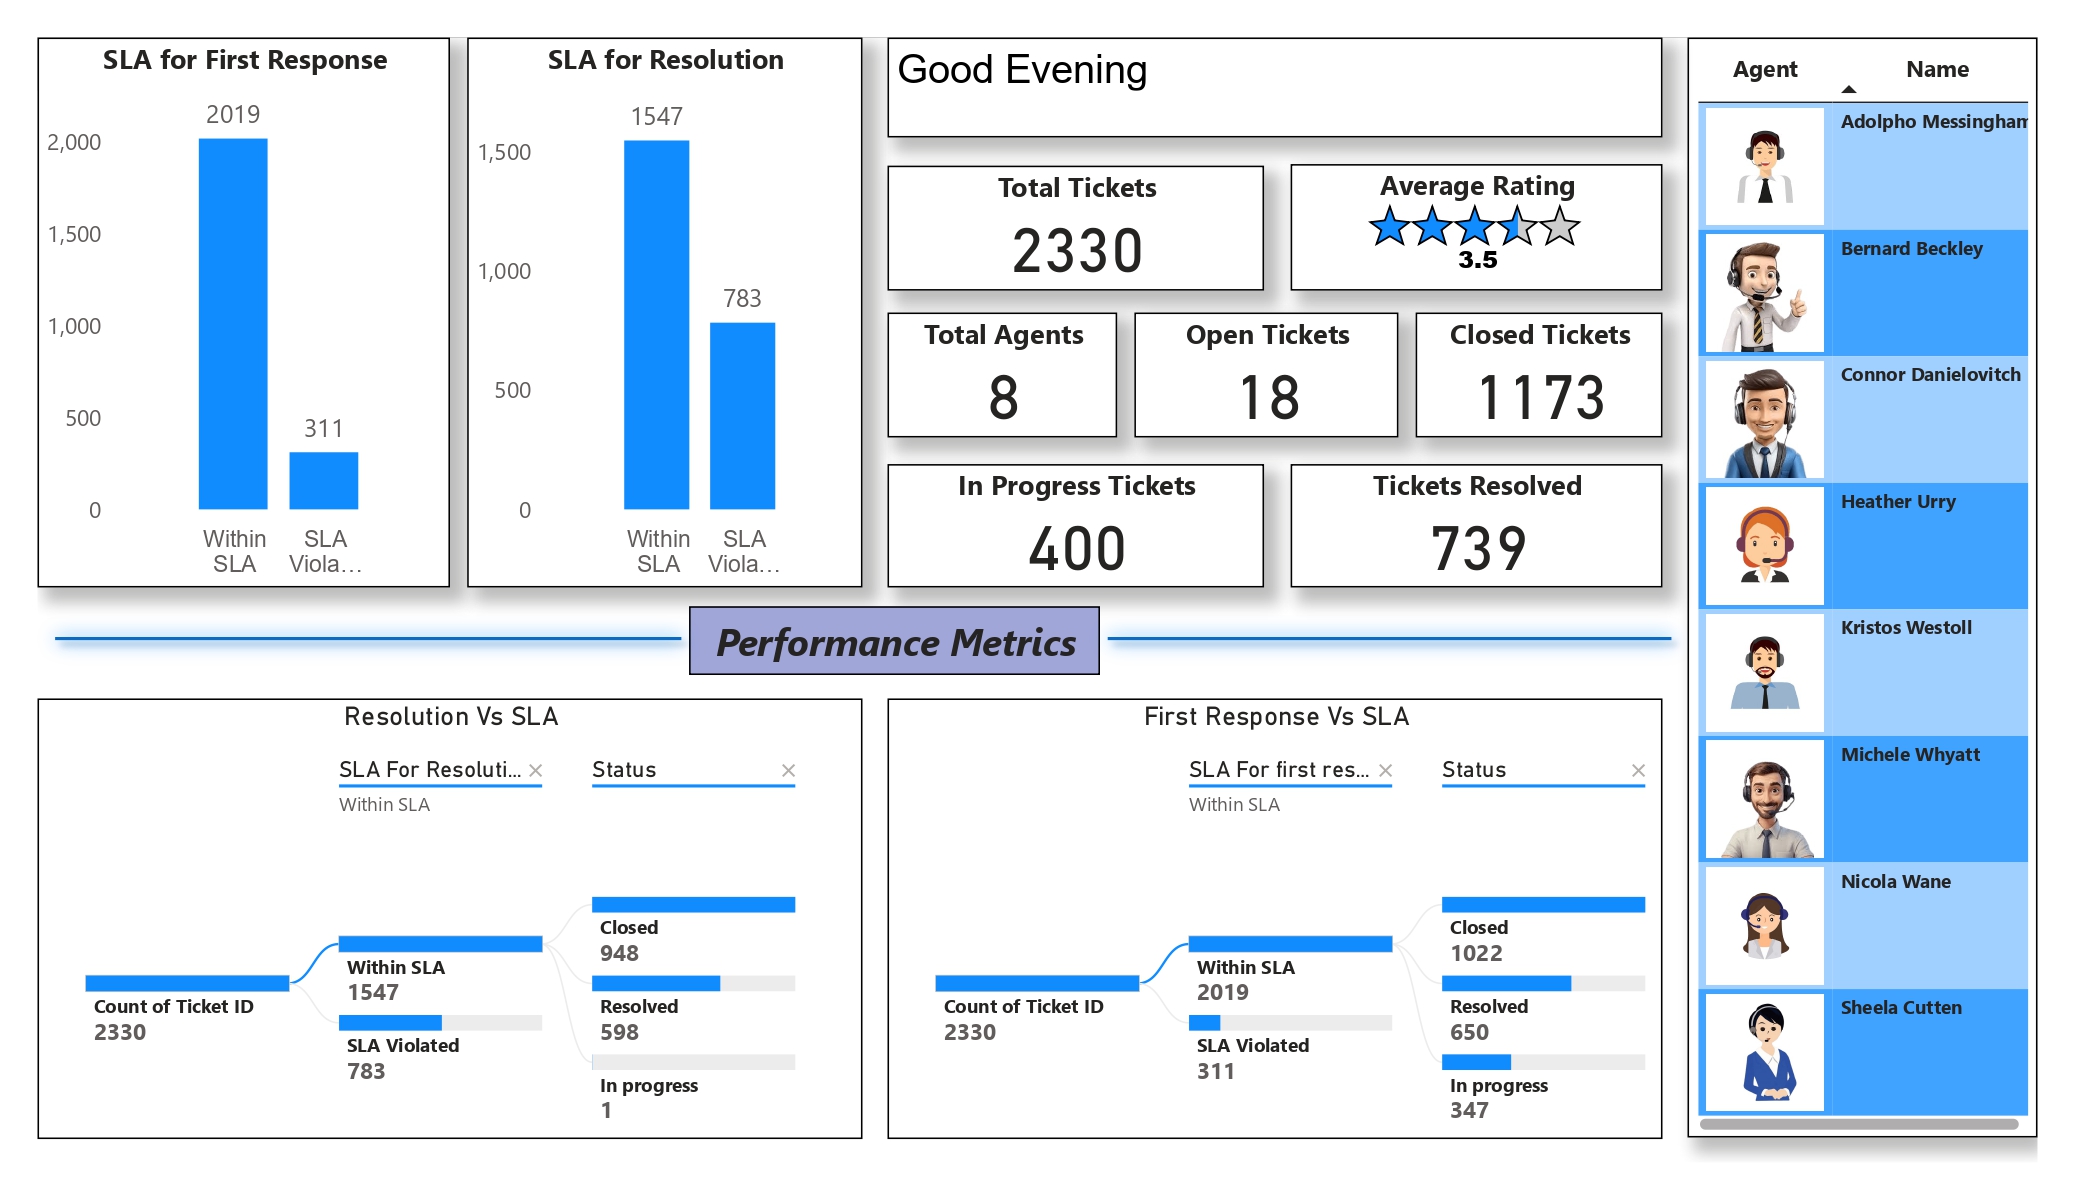 SLA for First Response
2019
2,000
1,500
1,000
500
311
0
Within
SLA
SLA
Viola…
SLA for Resolution
1547
1,500
1,000
783
500
0
Within
SLA
SLA
Viola…
Good Evening
Total Tickets
2330
Average Rating
3.5
Total Agents
8
Open Tickets
18
Closed Tickets
1173
In Progress Tickets
400
Tickets Resolved
739
Performance Metrics
Resolution Vs SLA
SLA For Resoluti...
Status
Within SLA
Count of Ticket ID
2330
Within SLA
1547
SLA Violated
783
Closed
948
Resolved
598
In progress
1
First Response Vs SLA
SLA For first res...
Status
Within SLA
Count of Ticket ID
2330
Within SLA
2019
SLA Violated
311
Closed
1022
Resolved
650
In progress
347
Agent Name
Adolpho Messingham
Bernard Beckley
Connor Danielovitch
Heather Urry
Kristos Westoll
Michele Whyatt
Nicola Wane
Sheela Cutten